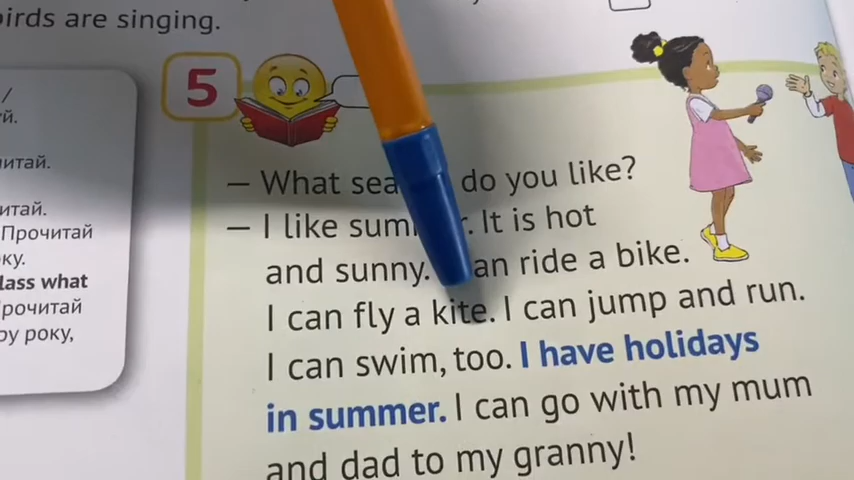 birds are singing.
5
й.
итай.
итай.
Прочитай
ку.
lass what
рочитай
ру року,
— What sea do you like?
— I like summ r. It is hot
and sunny. an ride a bike.
I can fly a kite. I can jump and run.
I can swim, too. I have holidays
in summer. I can go with my mum
and dad to my granny!